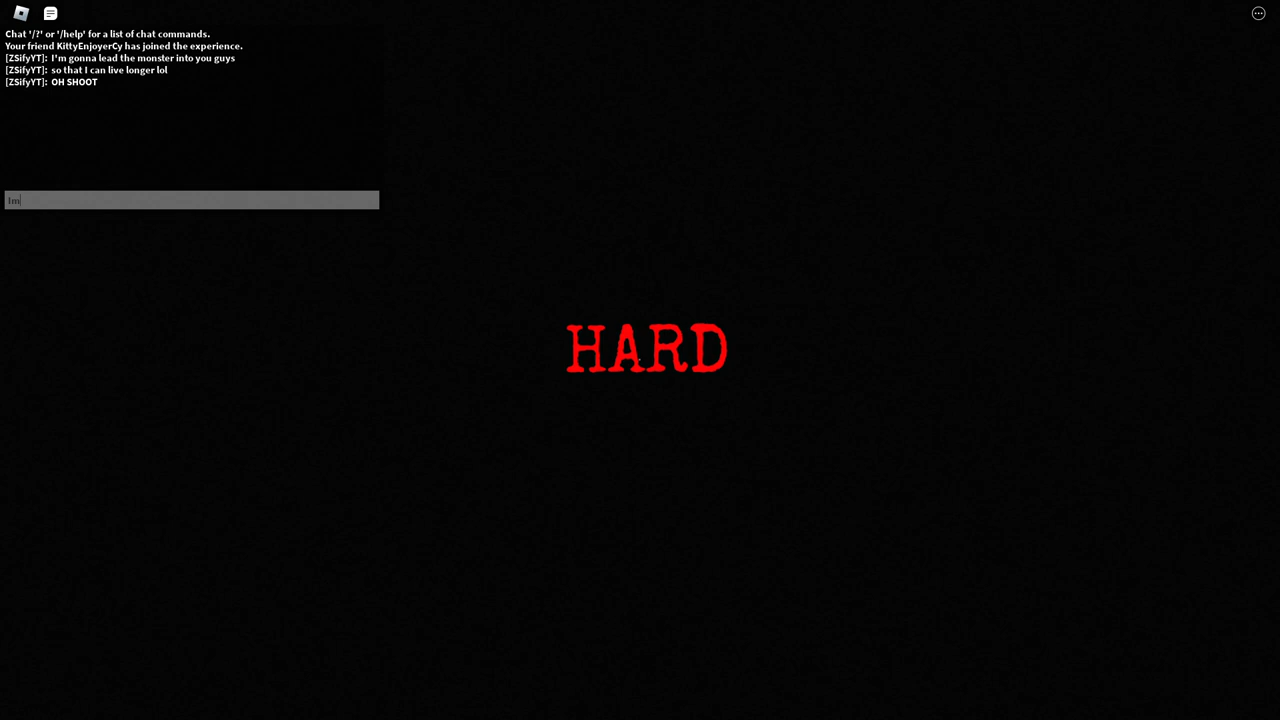 Chat '/?' or '/help' for a list of chat commands.
Your friend KittyEnjoyerCy has joined the experience.
[ZSifyYT]: I'm gonna lead the monster into you guys
[ZSifyYT]: so that I can live longer lol
[ZSifyYT]: OH SHOOT
Im
HARD